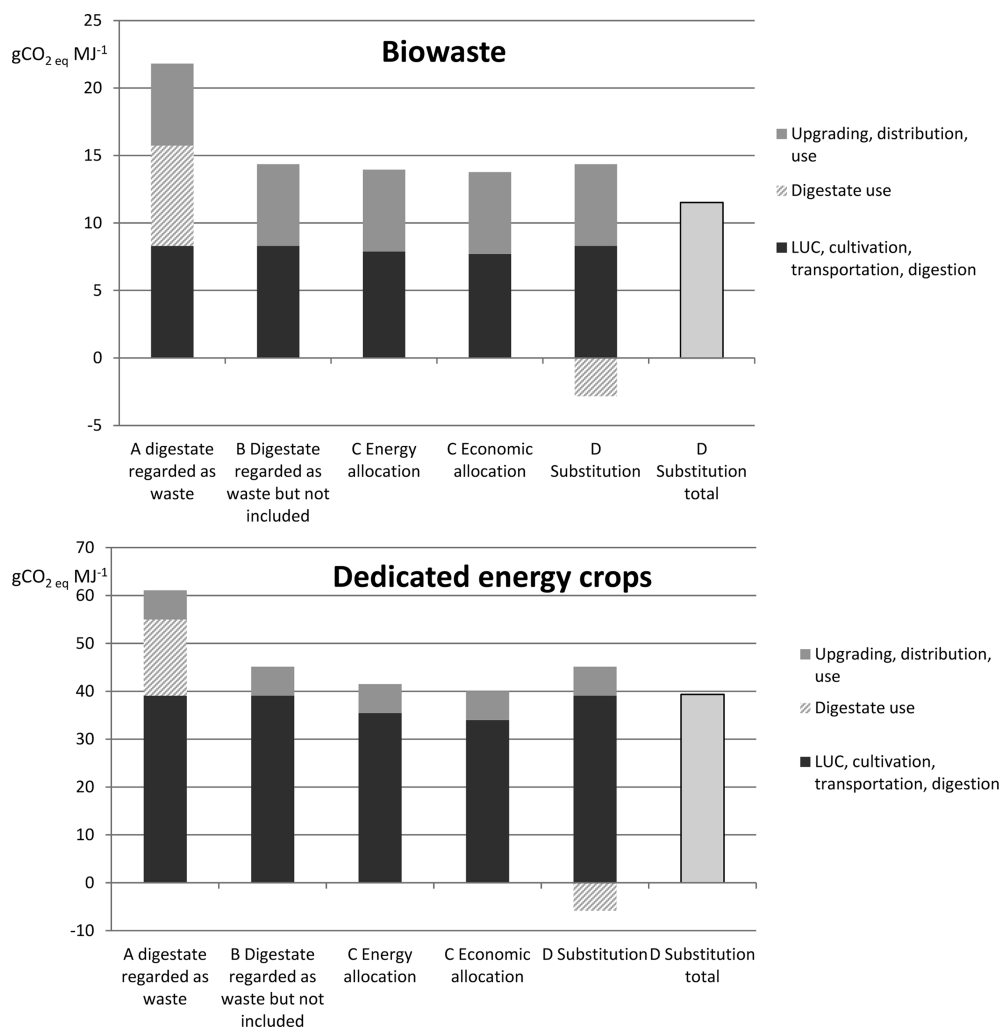 Biowaste
gCO2 eq MJ-1
25
20
15
10
5
0
-5
A digestate
regarded as
waste
B Digestate
regarded as
waste but not
included
C Energy
allocation
C Economic
allocation
D
Substitution
D
Substitution
total
Upgrading, distribution,
use
Digestate use
LUC, cultivation,
transportation, digestion
Dedicated energy crops
gCO2 eq MJ-1
70
60
50
40
30
20
10
0
-10
A digestate
regarded as
waste
B Digestate
regarded as
waste but not
included
C Energy
allocation
C Economic
allocation
D Substitution
D Substitution
total
Upgrading, distribution,
use
Digestate use
LUC, cultivation,
transportation, digestion